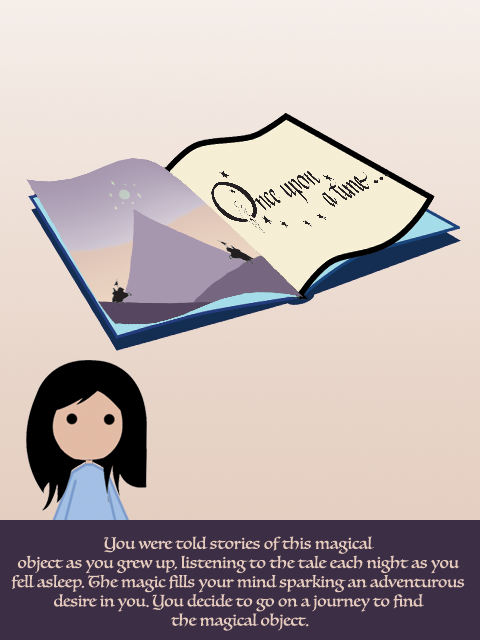 Once upon
a time...
You were told stories of this magical
object as you grew up, listening to the tale each night as you
fell asleep. The magic fills your mind sparking an adventurous
desire in you. You decide to go on a journey to find
the magical object.